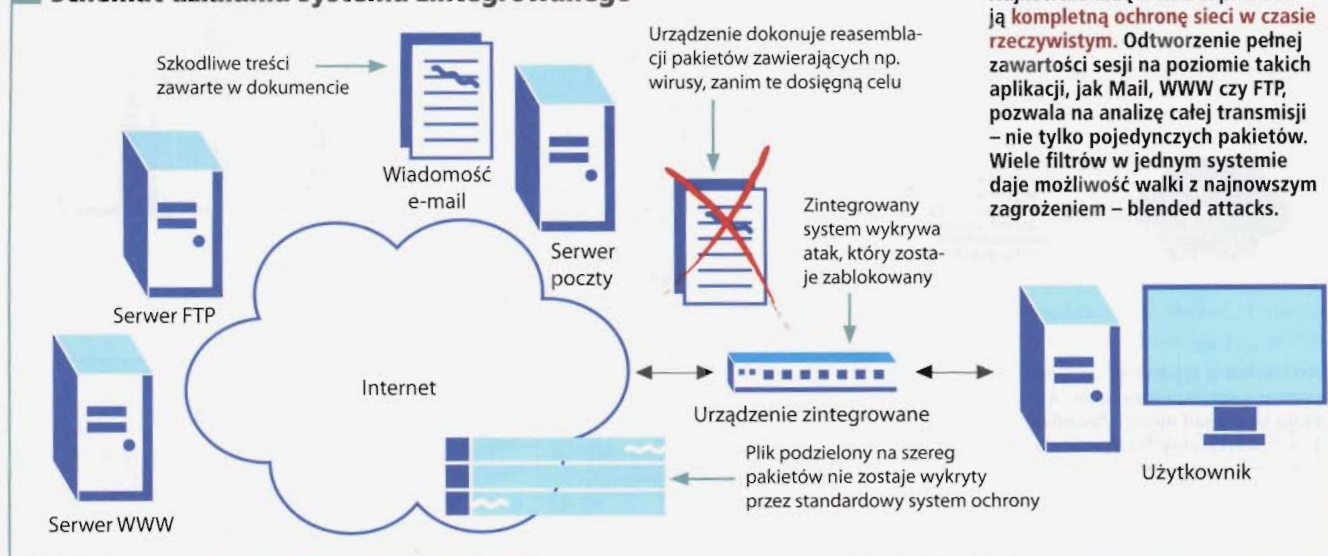 Schemat działania systemu zintegrowanego
ją kompletną ochronę sieci w czasie
rzeczywistym. Odtworzenie pełnej
zawartości sesji na poziomie takich
aplikacji, jak Mail, WWW czy FTP,
pozwala na analizę całej transmisji
– nie tylko pojedynczych pakietów.
Wiele filtrów w jednym systemie
daje możliwość walki z najnowszym
zagrożeniem – blended attacks.
Szkodliwe treści
zawarte w dokumencie
Wiadomość
e-mail
Urządzenie dokonuje reasembla-
cji pakietów zawierających np.
wirusy, zanim te dosięgną celu
Serwer
poczty
Zintegrowany
system wykrywa
atak, który zosta-
je zablokowany
Serwer FTP
Internet
Urządzenie zintegrowane
Użytkownik
Plik podzielony na szereg
pakietów nie zostaje wykryty
przez standardowy system ochrony
Serwer WWW